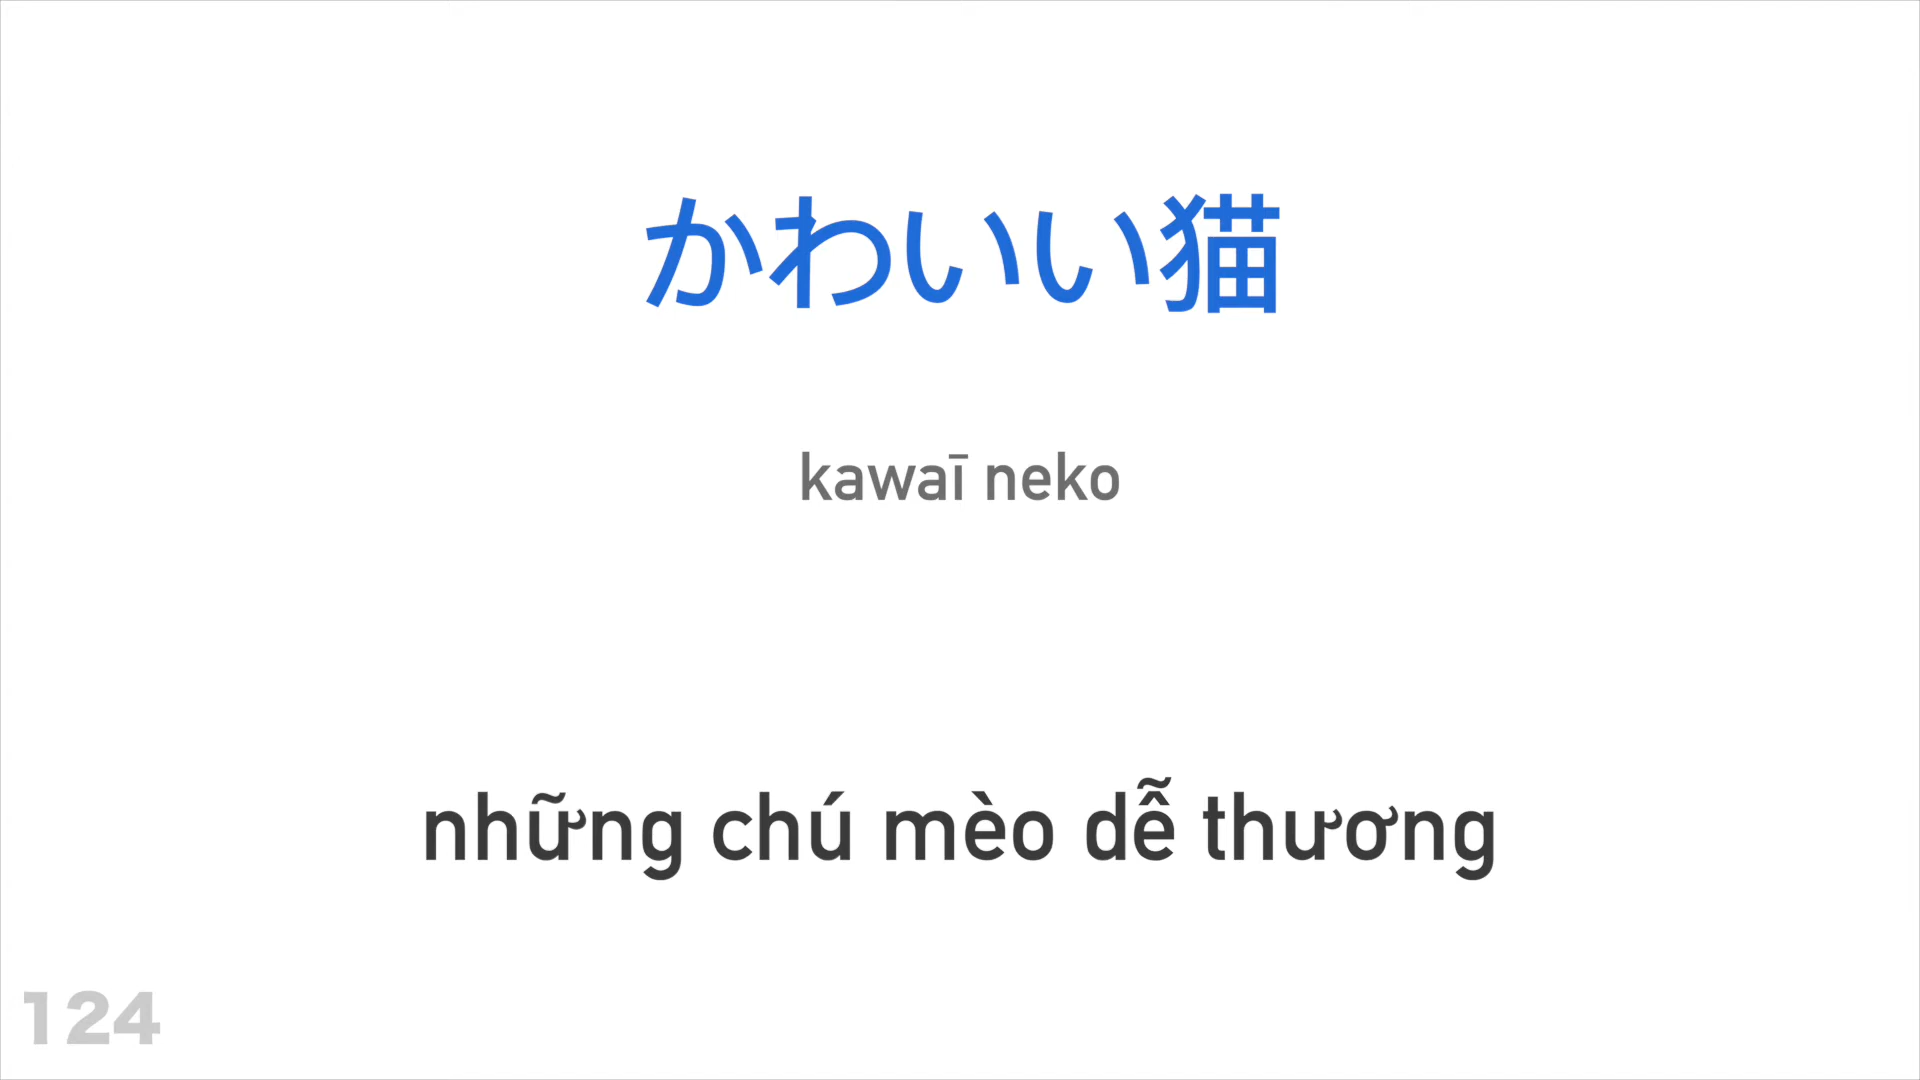 かわいい猫
kawaī neko
những chú mèo dễ thương
124